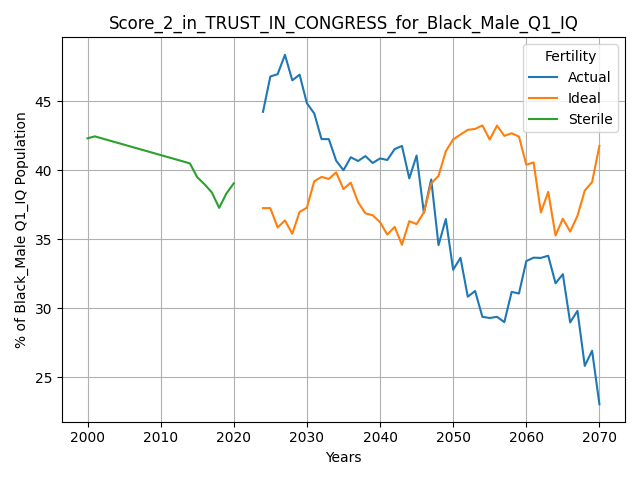 Score_2_in_TRUST_IN_CONGRESS_for_Black_Male_Q1_IQ
Fertility
Actual
Ideal
Sterile
% of Black_Male Q1_IQ Population
45
40
35
30
25
2000 2010 2020 2030 2040 2050 2060 2070
Years